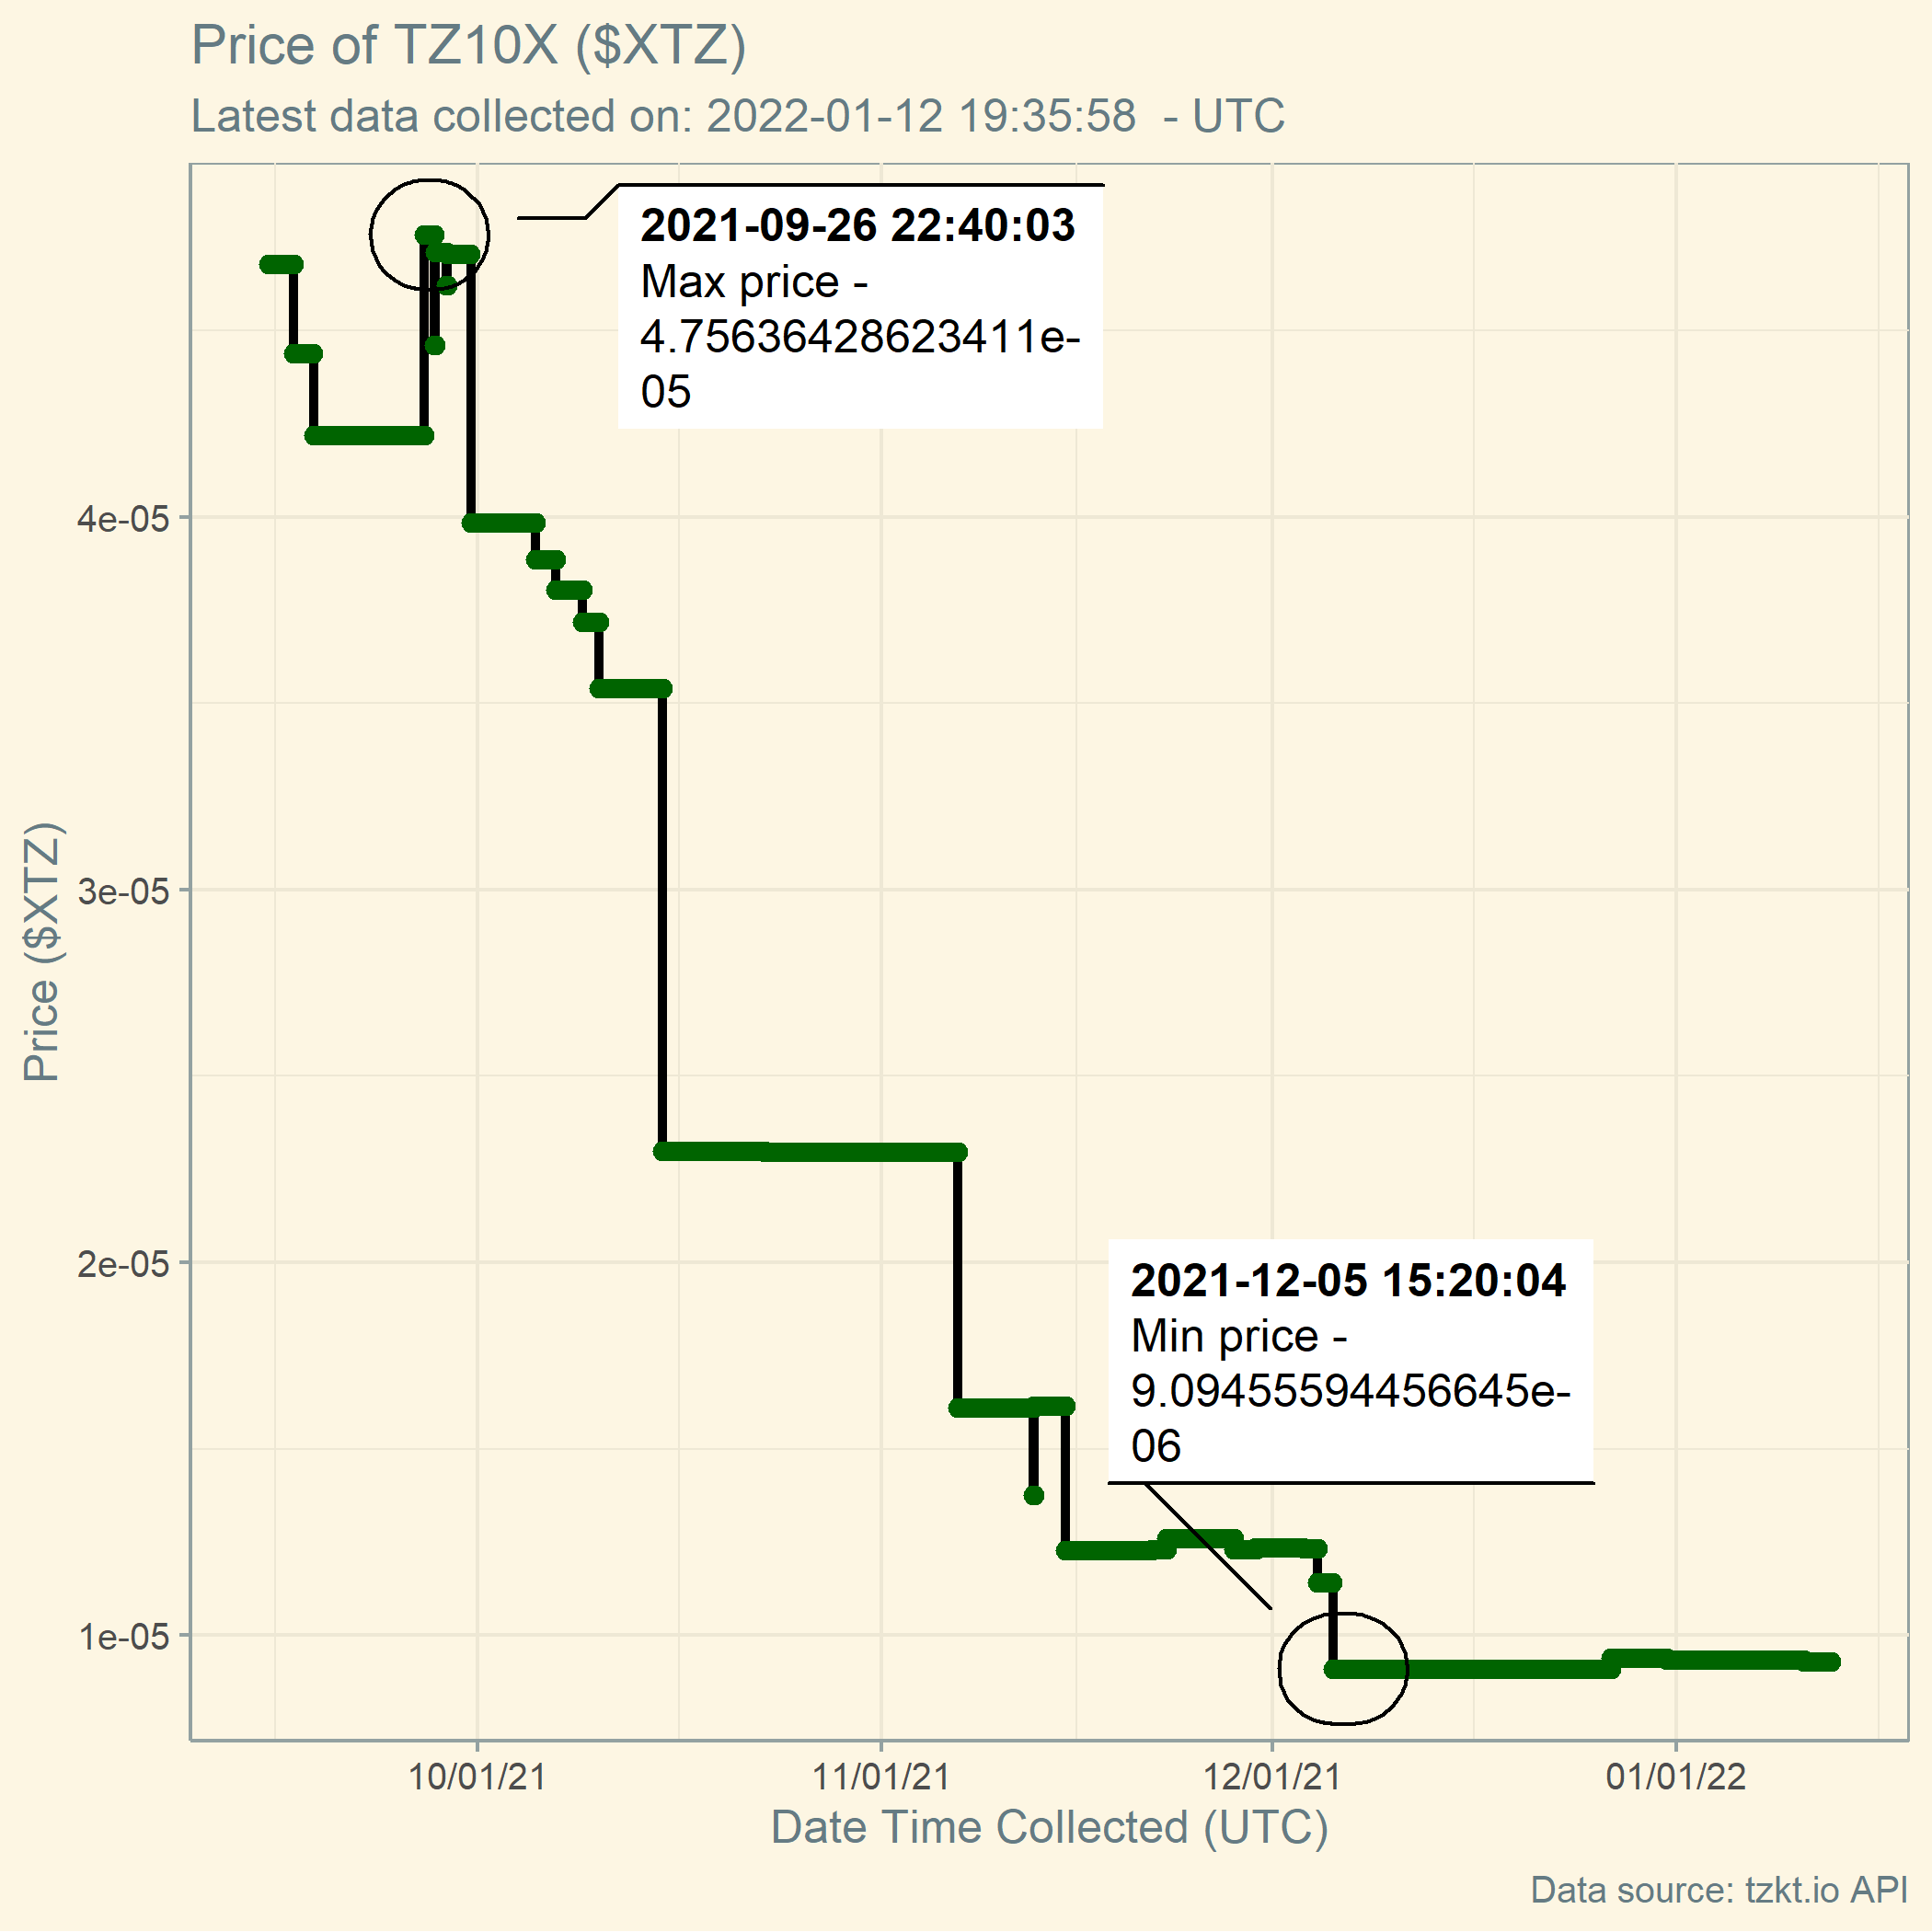 Price of TZ10X ($XTZ)
Latest data collected on: 2022-01-12 19:35:58  - UTC
2021-09-26 22:40:03
Max price -
4.75636428623411e-
05
4e-05
3e-05
2e-05
1e-05
Price ($XTZ)
2021-12-05 15:20:04
Min price -
9.09455594456645e-
06
10/01/21
11/01/21
12/01/21
01/01/22
Date Time Collected (UTC)
Data source: tzkt.io API